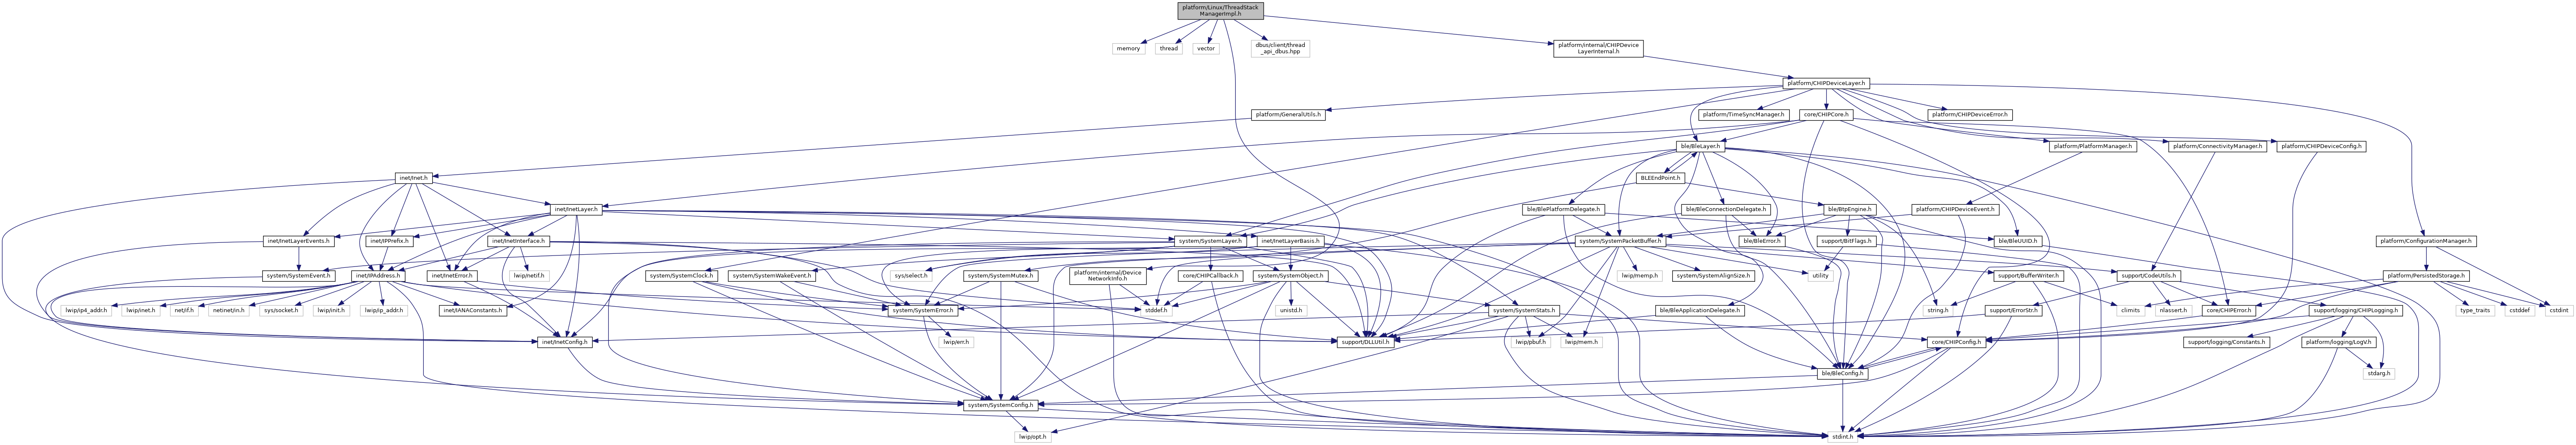 platform/Linux/ThreadStack
ManagerImpl.h
memory
thread
vector
dbus/client/thread
_api_dbus.hpp
platform/internal/CHIPDevice
LayerInternal.h
platform/CHIPDeviceLayer.h
platform/GeneralUtils.h
platform/TimeSyncManager.h
core/CHIPCore.h
platform/CHIPDeviceError.h
ble/BleLayer.h
platform/PlatformManager.h
platform/ConnectivityManager.h
platform/CHIPDeviceConfig.h
inet/Inet.h
BLEEndPoint.h
inet/InetLayer.h
ble/BlePlatformDelegate.h
ble/BleConnectionDelegate.h
ble/BtpEngine.h
platform/CHIPDeviceEvent.h
inet/InetLayerEvents.h
inet/IPPrefix.h
inet/InetInterface.h
system/SystemLayer.h
inet/InetLayerBasis.h
system/SystemPacketBuffer.h
ble/BleError.h
support/BitFlags.h
ble/BleUUID.h
platform/ConfigurationManager.h
system/SystemEvent.h
inet/IPAddress.h
inet/InetError.h
lwip/netif.h
system/SystemClock.h
system/SystemWakeEvent.h
sys/select.h
system/SystemMutex.h
platform/internal/Device
NetworkInfo.h
core/CHIPCallback.h
system/SystemObject.h
lwip/memp.h
system/SystemAlignSize.h
utility
support/BufferWriter.h
support/CodeUtils.h
platform/PersistedStorage.h
lwip/ip4_addr.h
lwip/inet.h
net/if.h
netinet/in.h
sys/socket.h
lwip/init.h
lwip/ip_addr.h
inet/IANAConstants.h
system/SystemError.h
stddef.h
unistd.h
system/SystemStats.h
ble/BleApplicationDelegate.h
string.h
support/ErrorStr.h
climits
nlassert.h
core/CHIPError.h
support/logging/CHIPLogging.h
type_traits
cstddef
cstdint
inet/InetConfig.h
lwip/err.h
support/DLLUtil.h
lwip/pbuf.h
lwip/mem.h
core/CHIPConfig.h
support/logging/Constants.h
platform/logging/LogV.h
ble/BleConfig.h
stdarg.h
system/SystemConfig.h
lwip/opt.h
stdint.h